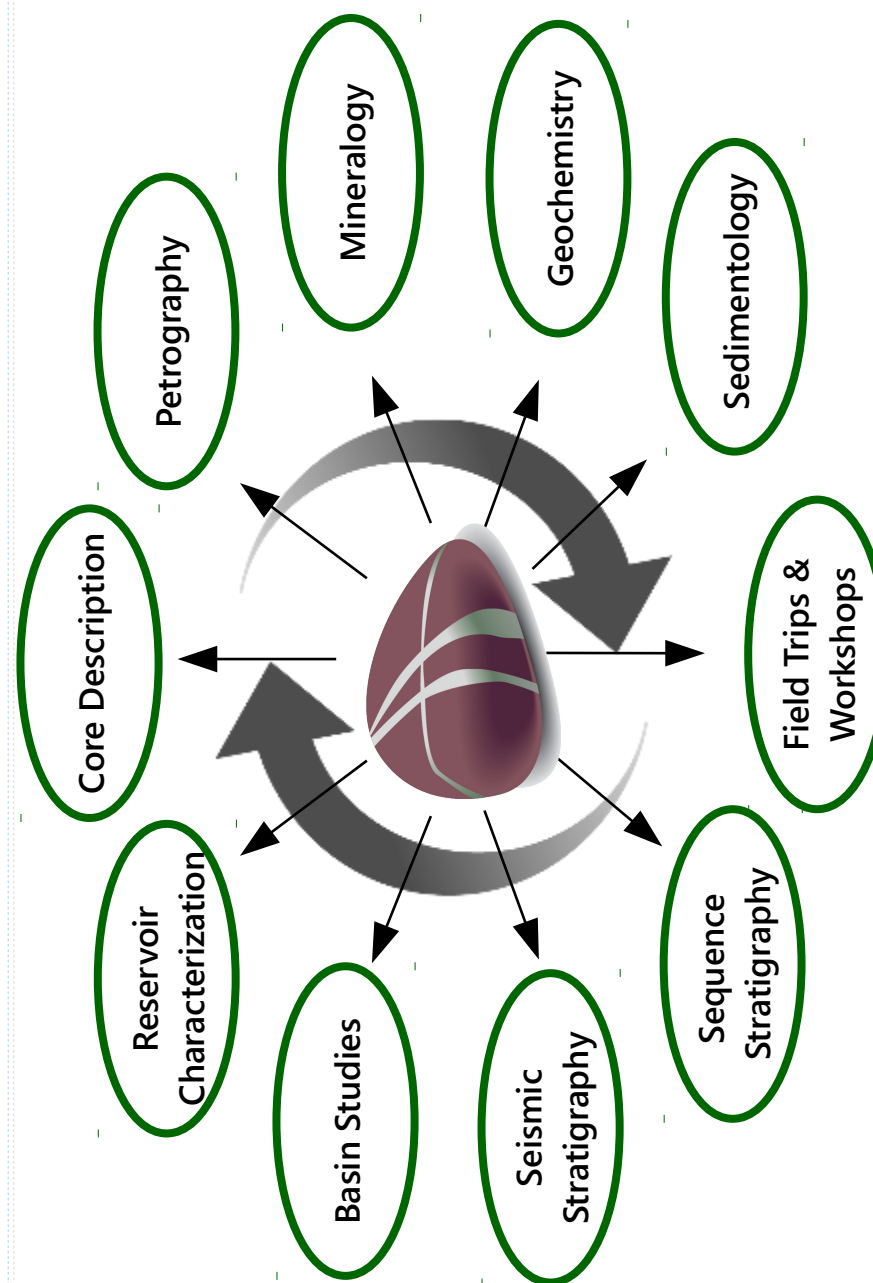 Core Description
Petrography
Mineralogy
Geochemistry
Sedimentology
Field Trips &
Workshops
Sequence
Stratigraphy
Seismic
Stratigraphy
Basin Studies
Reservoir
Characterization